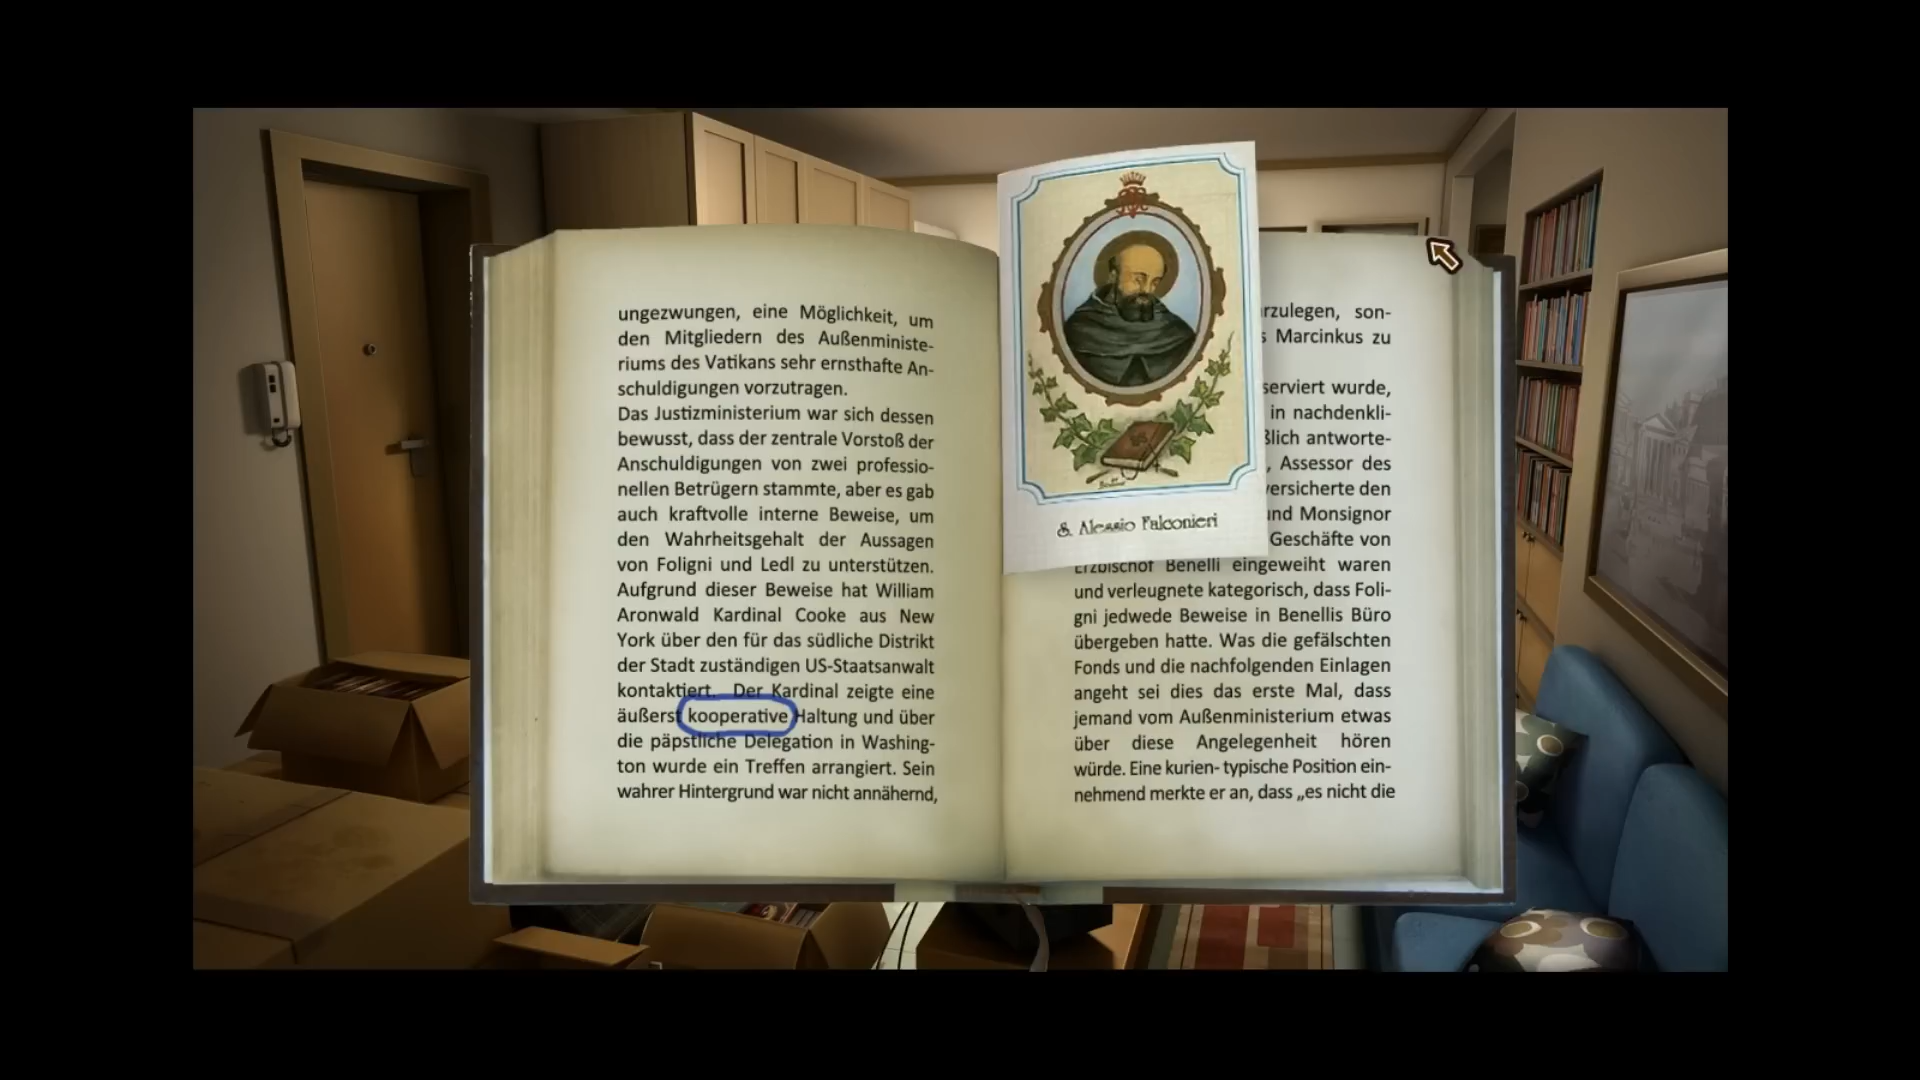 ungezwungen, eine Möglichkeit, um
den Mitgliedern des Außenministe-
riums des Vatikans sehr ernsthafte An-
schuldigungen vorzutragen.
Das Justizministerium war sich dessen
bewusst, dass der zentrale Vorstoß der
Anschuldigungen von zwei professio-
nellen Betrügern stammte, aber es gab
auch kraftvolle interne Beweise, um
den Wahrheitsgehalt der Aussagen
von Foligni und Ledl zu unterstützen.
Aufgrund dieser Beweise hat William
Aronwald Kardinal Cooke aus New
York über den für das südliche Distrikt
der Stadt zuständigen US-Staatsanwalt
kontaktiert. Der Kardinal zeigte eine
äußerst kooperative Haltung und über
die päpstliche Delegation in Washing-
ton wurde ein Treffen arrangiert. Sein
wahrer Hintergrund war nicht annähernd,
S. Alessio Falconieri
son-
Marcinkus zu
wurde,
in nachdenkli-
antworte-
, Assessor des
den
Monsignor
Geschäfte von
Erzbischof Benelli eingeweiht waren
und verleugnete kategorisch, dass Foli-
gni jedwede Beweise in Benellis Büro
übergeben hatte. Was die gefälschten
Fonds und die nachfolgenden Einlagen
angeht sei dies das erste Mal, dass
jemand vom Außenministerium etwas
über diese Angelegenheit hören
würde. Eine kurien- typische Position ein-
nehmend merkte er an, dass „es nicht die